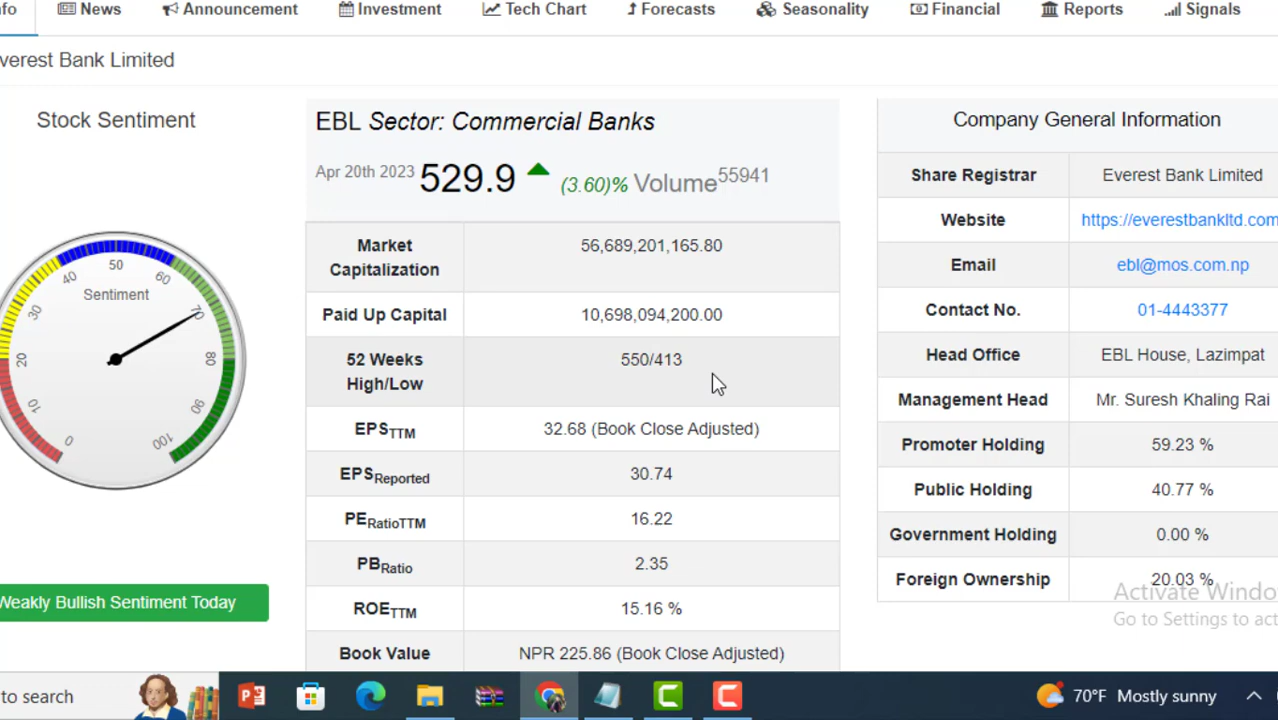 nfo News Announcement Investment Tech Chart Forecasts Seasonality Financial Reports Signals
verest Bank Limited
Stock Sentiment
0 10 20 30 40 50 60 70 80 90 100
Sentiment
Weakly Bullish Sentiment Today
EBL Sector: Commercial Banks
Apr 20th 2023 529.9 (3.60)% Volume 55941
Market Capitalization 56,689,201,165.80
Paid Up Capital 10,698,094,200.00
52 Weeks High/Low 550/413
EPSTTM 32.68 (Book Close Adjusted)
EPSReported 30.74
PERatioTTM 16.22
PBRatio 2.35
ROETTM 15.16 %
Book Value NPR 225.86 (Book Close Adjusted)
Company General Information
Share Registrar Everest Bank Limited
Website https://everestbankltd.com
Email ebl@mos.com.np
Contact No. 01-4443377
Head Office EBL House, Lazimpat
Management Head Mr. Suresh Khaling Rai
Promoter Holding 59.23 %
Public Holding 40.77 %
Government Holding 0.00 %
Foreign Ownership 20.03 %
Activate Windo
Go to Settings to act
to search
70°F Mostly sunny